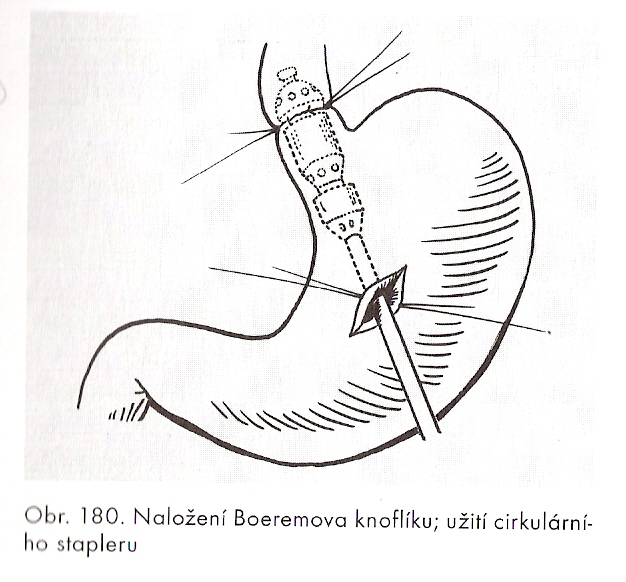 Obr. 180. Naložení Boeremova knoflíku; užití cirkulární-
ho stapleru